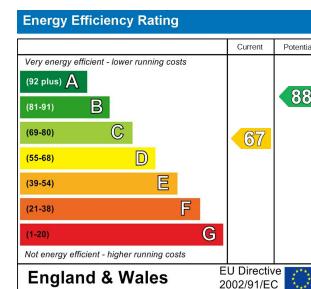 Energy Efficiency Rating
Current
Potentia
Very energy efficient - lower running costs
(92 plus) A
(81-91) B
88
(69-80) C
67
(55-68) D
(39-54) E
(21-38) F
(1-20) G
Not energy efficient - higher running costs
England & Wales
EU Directive
2002/91/EC